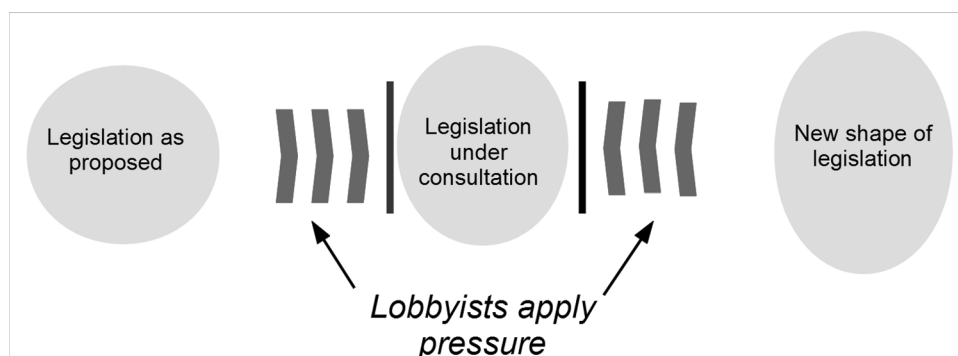 Legislation as
proposed
Legislation
under
consultation
New shape of
legislation
Lobbyists apply
pressure